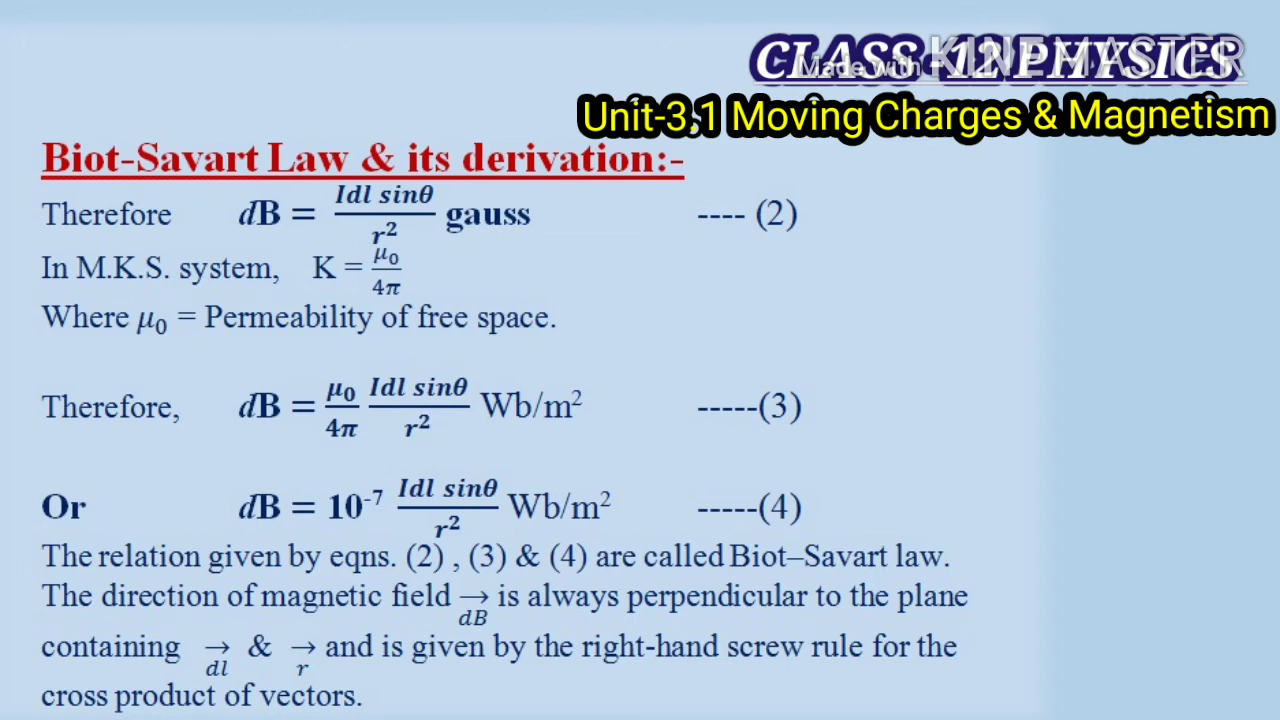 CLASS -12 PHYSICS
Made with KINEMASTER
Unit-3.1 Moving Charges & Magnetism
Biot-Savart Law & its derivation:-
Therefore dB = Idl sinθ / r² gauss ---- (2)
In M.K.S. system, K = μ₀ / 4π
Where μ₀ = Permeability of free space.
Therefore, dB = μ₀ / 4π Idl sinθ / r² Wb/m² -----(3)
Or dB = 10⁻⁷ Idl sinθ / r² Wb/m² -----(4)
The relation given by eqns. (2) , (3) & (4) are called Biot–Savart law.
The direction of magnetic field → dB is always perpendicular to the plane
containing → dl & → r and is given by the right-hand screw rule for the
cross product of vectors.